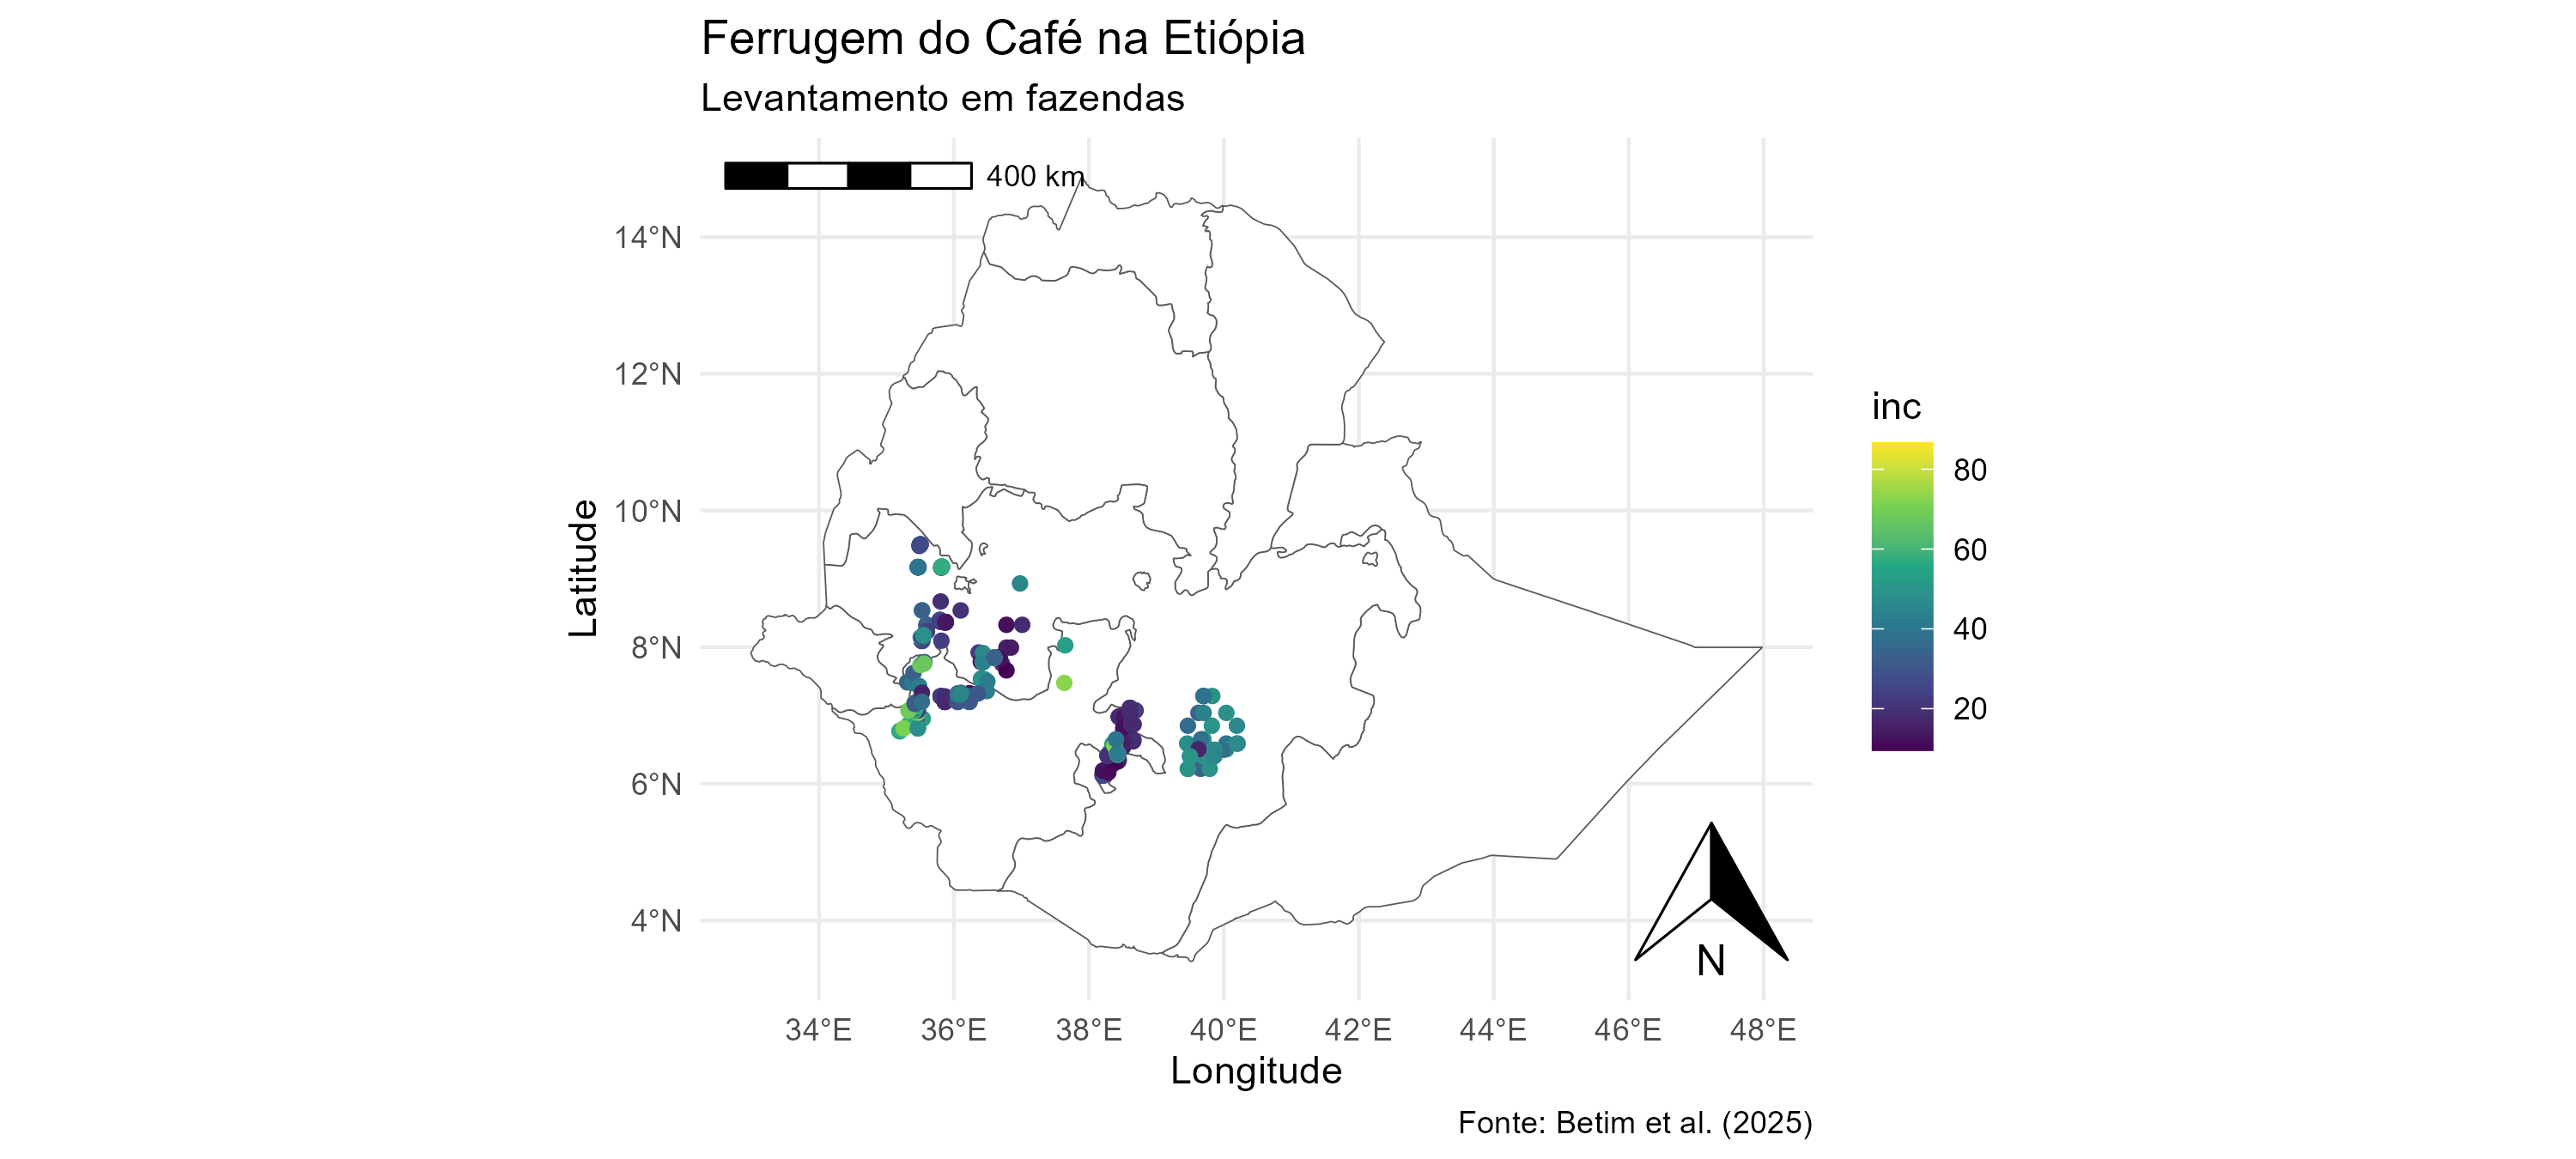 Ferrugem do Café na Etiópia
Levantamento em fazendas
400 km
14°N
12°N
10°N
8°N
6°N
4°N
Latitude
34°E 36°E 38°E 40°E 42°E 44°E 46°E 48°E
Longitude
N
inc
80
60
40
20
Fonte: Betim et al. (2025)